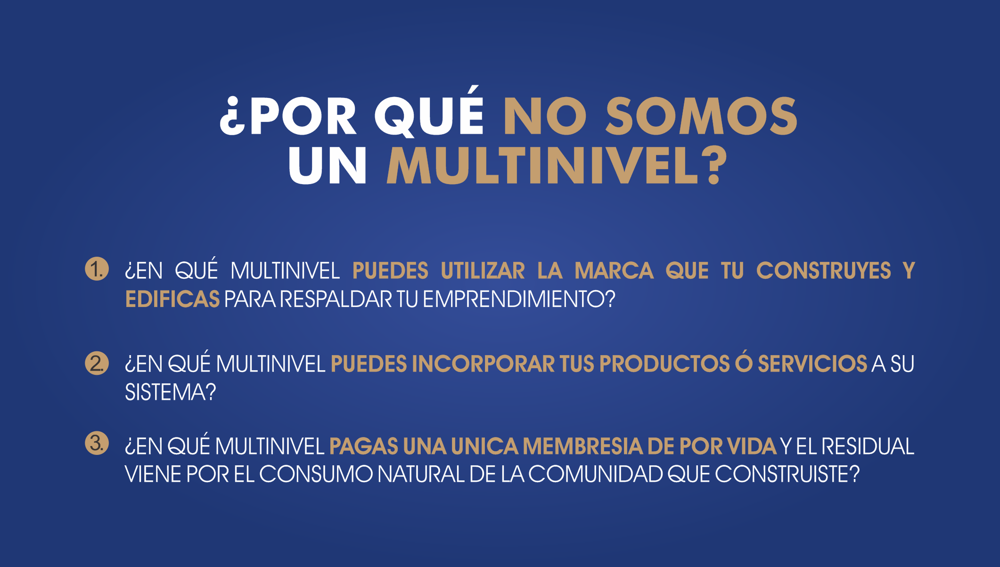 ¿POR QUÉ NO SOMOS
UN MULTINIVEL?
1. ¿EN QUÉ MULTINIVEL PUEDES UTILIZAR LA MARCA QUE TU CONSTRUYES Y
EDIFICAS PARA RESPALDAR TU EMPRENDIMIENTO?
2. ¿EN QUÉ MULTINIVEL PUEDES INCORPORAR TUS PRODUCTOS Ó SERVICIOS A SU
SISTEMA?
3. ¿EN QUÉ MULTINIVEL PAGAS UNA UNICA MEMBRESIA DE POR VIDA Y EL RESIDUAL
VIENE POR EL CONSUMO NATURAL DE LA COMUNIDAD QUE CONSTRUISTE?